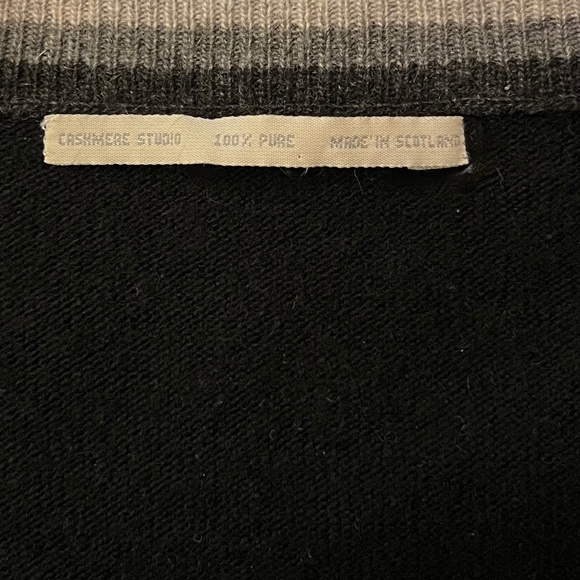 CASHMERE STUDIO 100% PURE MADE IN SCOTLAND